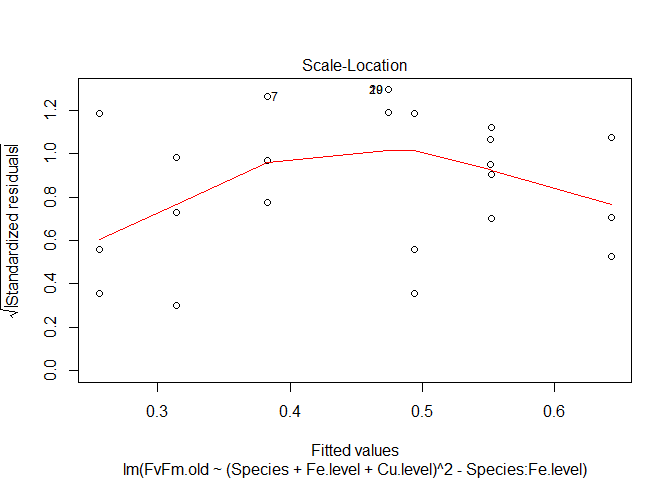 Scale-Location
√|Standardized residuals|
1.2
1.0
0.8
0.6
0.4
0.2
0.0
7
0.3 0.4 0.5 0.6
Fitted values
lm(FvFm.old ~ (Species + Fe.level + Cu.level)^2 - Species:Fe.level)